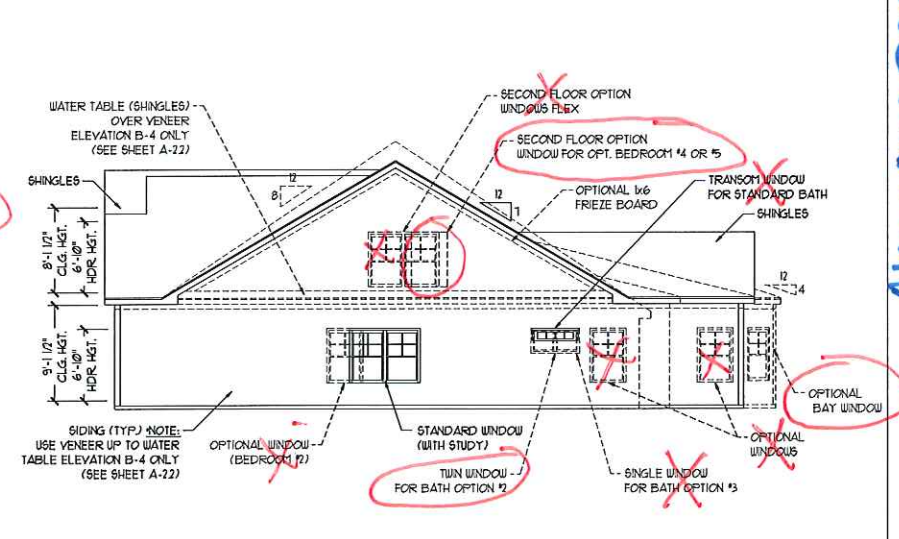 WATER TABLE (SHINGLES)
OVER VENEER
ELEVATION B-4 ONLY
(SEE SHEET A-22)
SECOND FLOOR OPTION
WINDOWS FLEX
SECOND FLOOR OPTION
WINDOW FOR OPT. BEDROOM #4 OR #5
TRANSOM WINDOW
FOR STANDARD BATH
SHINGLES
12
8
12
7
OPTIONAL 1x6
FRIEZE BOARD
SHINGLES
8'-1 1/2"
CLG. HGT.
6'-10"
HDR. HGT.
12
4
9'-1 1/2"
CLG. HGT.
6'-10"
HDR. HGT.
OPTIONAL
BAY WINDOW
SIDING (TYP.) NOTE:
USE VENEER UP TO WATER
TABLE ELEVATION B-4 ONLY
(SEE SHEET A-22)
OPTIONAL WINDOW
(BEDROOM #2)
STANDARD WINDOW
(WITH STUDY)
TWIN WINDOW
FOR BATH OPTION #2
SINGLE WINDOW
FOR BATH OPTION #3
OPTIONAL
WINDOWS